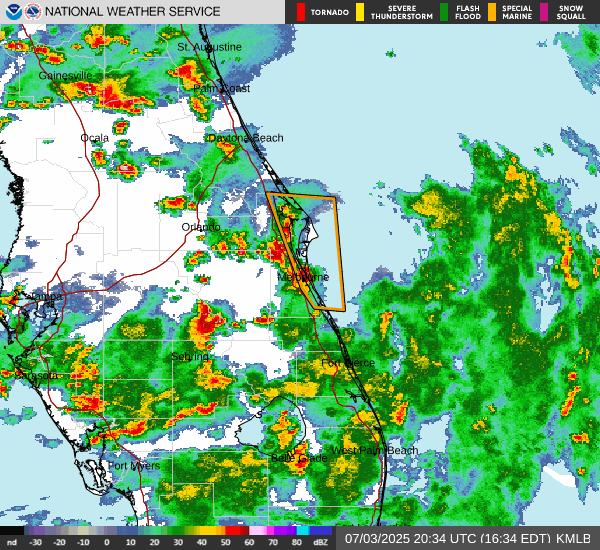 NATIONAL WEATHER SERVICE
TORNADO
SEVERE THUNDERSTORM
FLASH FLOOD
SPECIAL MARINE
SNOW SQUALL
St. Augustine
Gainesville
Palm Coast
Ocala
Daytona Beach
Orlando
Melbourne
Tampa
Sebring
Fort Pierce
West Palm Beach
Belle Glade
Fort Myers
nd -30 -20 -10 0 10 20 30 40 50 60 70 80 dBZ
07/03/2025 20:34 UTC (16:34 EDT) KMLB